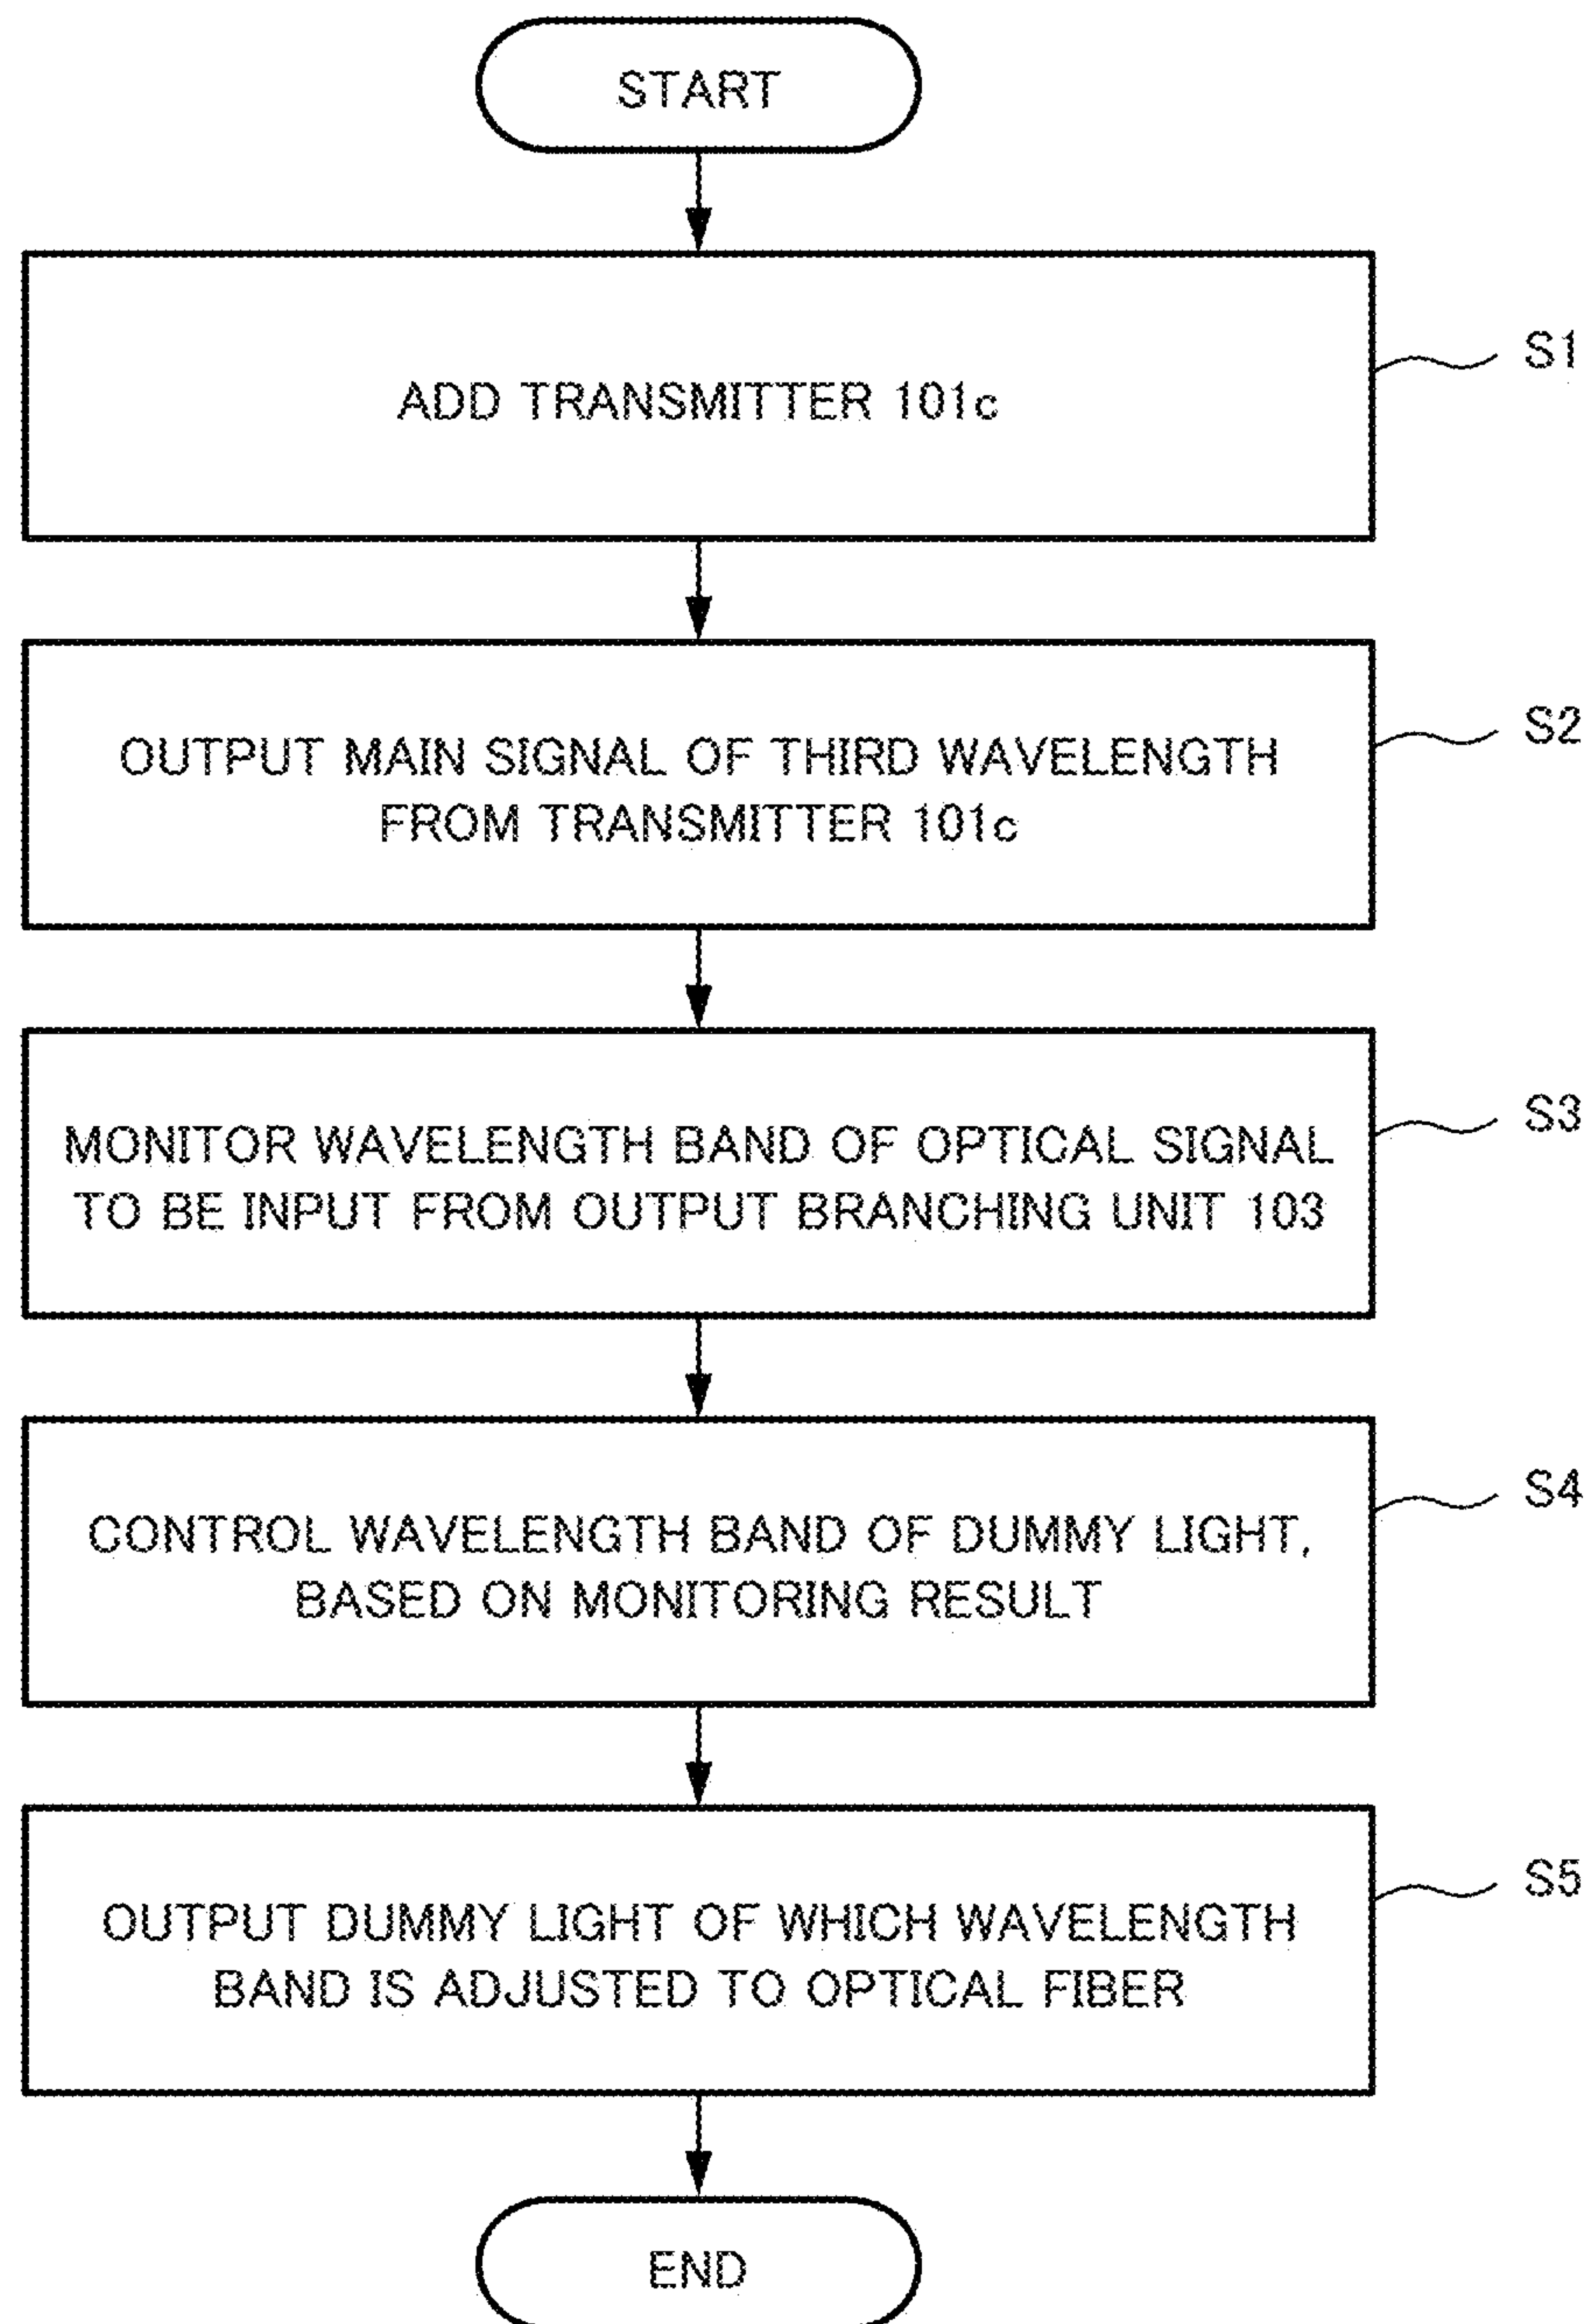 START
ADD TRANSMITTER 101c
S1
OUTPUT MAIN SIGNAL OF THIRD WAVELENGTH
FROM TRANSMITTER 101c
S2
MONITOR WAVELENGTH BAND OF OPTICAL SIGNAL
TO BE INPUT FROM OUTPUT BRANCHING UNIT 103
S3
CONTROL WAVELENGTH BAND OF DUMMY LIGHT,
BASED ON MONITORING RESULT
S4
OUTPUT DUMMY LIGHT OF WHICH WAVELENGTH
BAND IS ADJUSTED TO OPTICAL FIBER
S5
END